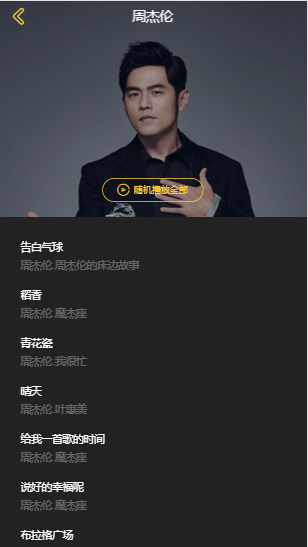 周杰伦
随机播放全部
告白气球
周杰伦.周杰伦的床边故事
稻香
周杰伦.魔杰座
青花瓷
周杰伦.我很忙
晴天
周杰伦.叶惠美
给我一首歌的时间
周杰伦.魔杰座
说好的幸福呢
周杰伦.魔杰座
布拉格广场